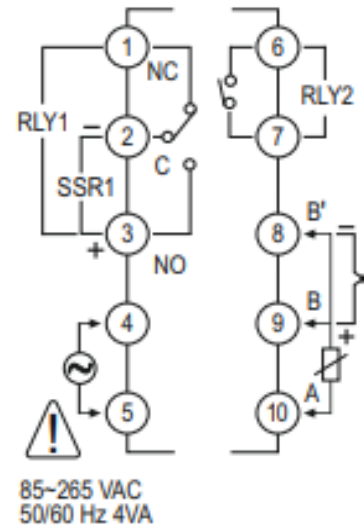 1
NC
RLY1
2
−
C
SSR1
3
+
NO
4
5
!
85~265 VAC
50/60 Hz 4VA
6
RLY2
7
B'
−
8
B
9
+
A
10